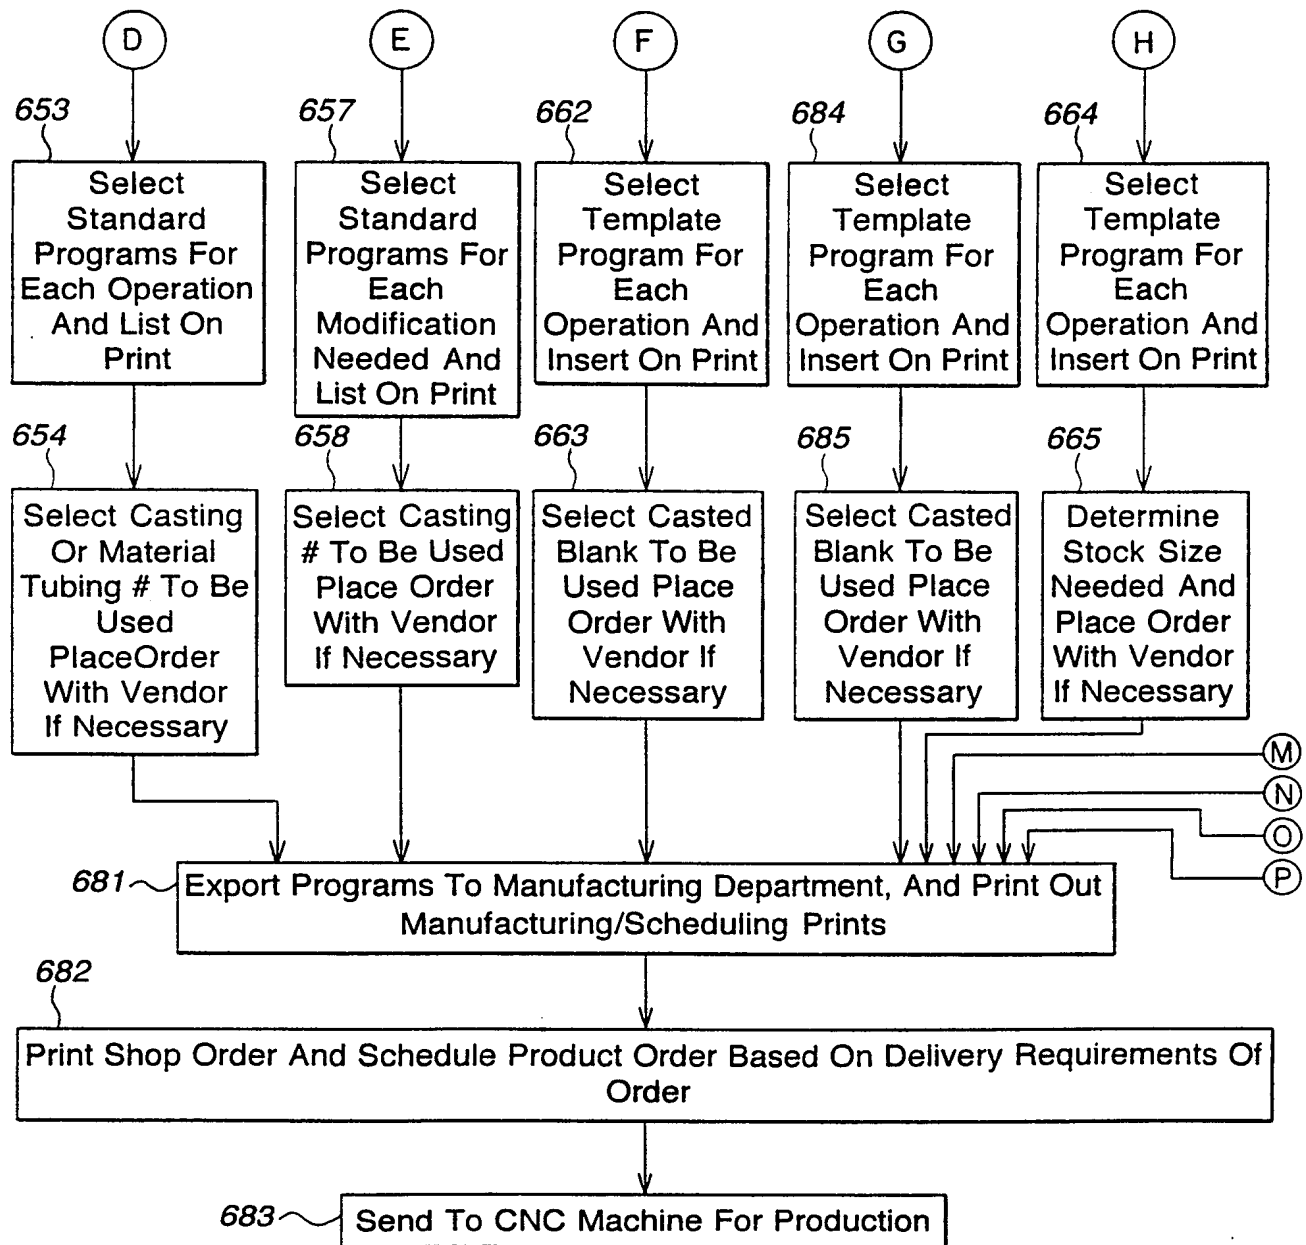 D
E
F
G
H
653
657
662
684
664
Select
Standard
Programs For
Each Operation
And List On
Print
Select
Standard
Programs For
Each
Modification
Needed And
List On Print
Select
Template
Program For
Each
Operation And
Insert On Print
Select
Template
Program For
Each
Operation And
Insert On Print
Select
Template
Program For
Each
Operation And
Insert On Print
654
658
663
685
665
Select Casting
Or Material
Tubing # To Be
Used
PlaceOrder
With Vendor
If Necessary
Select Casting
# To Be Used
Place Order
With Vendor
If Necessary
Select Casted
Blank To Be
Used Place
Order With
Vendor If
Necessary
Select Casted
Blank To Be
Used Place
Order With
Vendor If
Necessary
Determine
Stock Size
Needed And
Place Order
With Vendor
If Necessary
M
N
O
P
681
Export Programs To Manufacturing Department, And Print Out
Manufacturing/Scheduling Prints
682
Print Shop Order And Schedule Product Order Based On Delivery Requirements Of
Order
683
Send To CNC Machine For Production